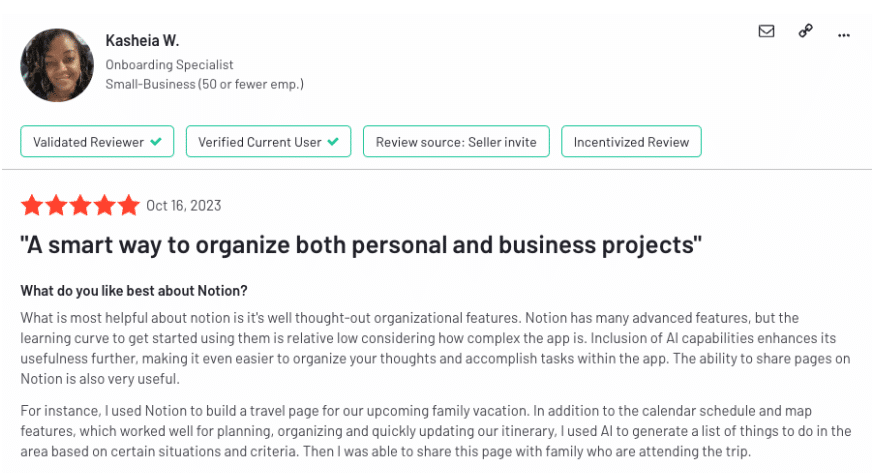 Kasheia W.
Onboarding Specialist
Small-Business (50 or fewer emp.)
Validated Reviewer
Verified Current User
Review source: Seller invite
Incentivized Review
Oct 16, 2023
"A smart way to organize both personal and business projects"
What do you like best about Notion?
What is most helpful about notion is it's well thought-out organizational features. Notion has many advanced features, but the
learning curve to get started using them is relative low considering how complex the app is. Inclusion of AI capabilities enhances its
usefulness further, making it even easier to organize your thoughts and accomplish tasks within the app. The ability to share pages on
Notion is also very useful.
For instance, I used Notion to build a travel page for our upcoming family vacation. In addition to the calendar schedule and map
features, which worked well for planning, organizing and quickly updating our itinerary, I used AI to generate a list of things to do in the
area based on certain situations and criteria. Then I was able to share this page with family who are attending the trip.